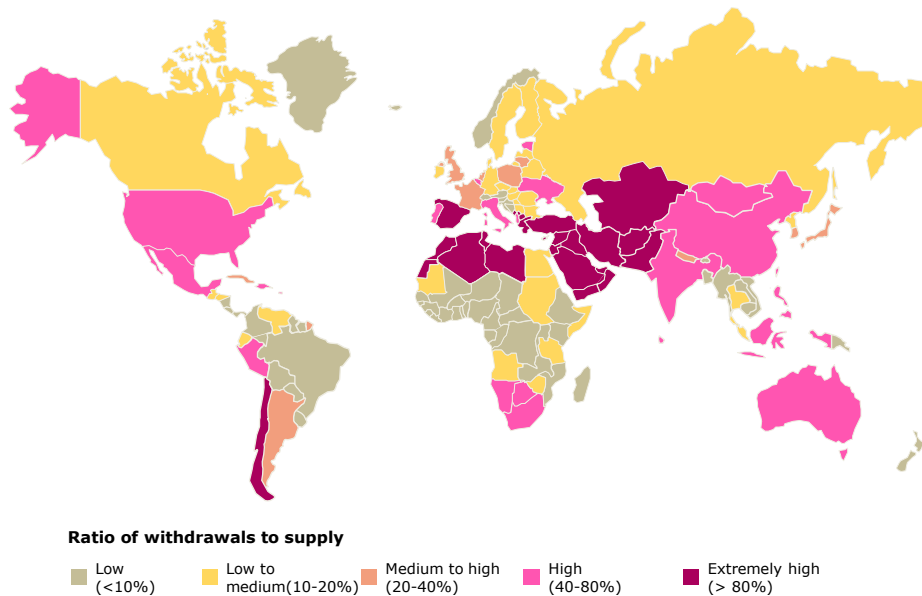 Ratio of withdrawals to supply
Low
(<10%)
Low to
medium(10-20%)
Medium to high
(20-40%)
High
(40-80%)
Extremely high
(> 80%)